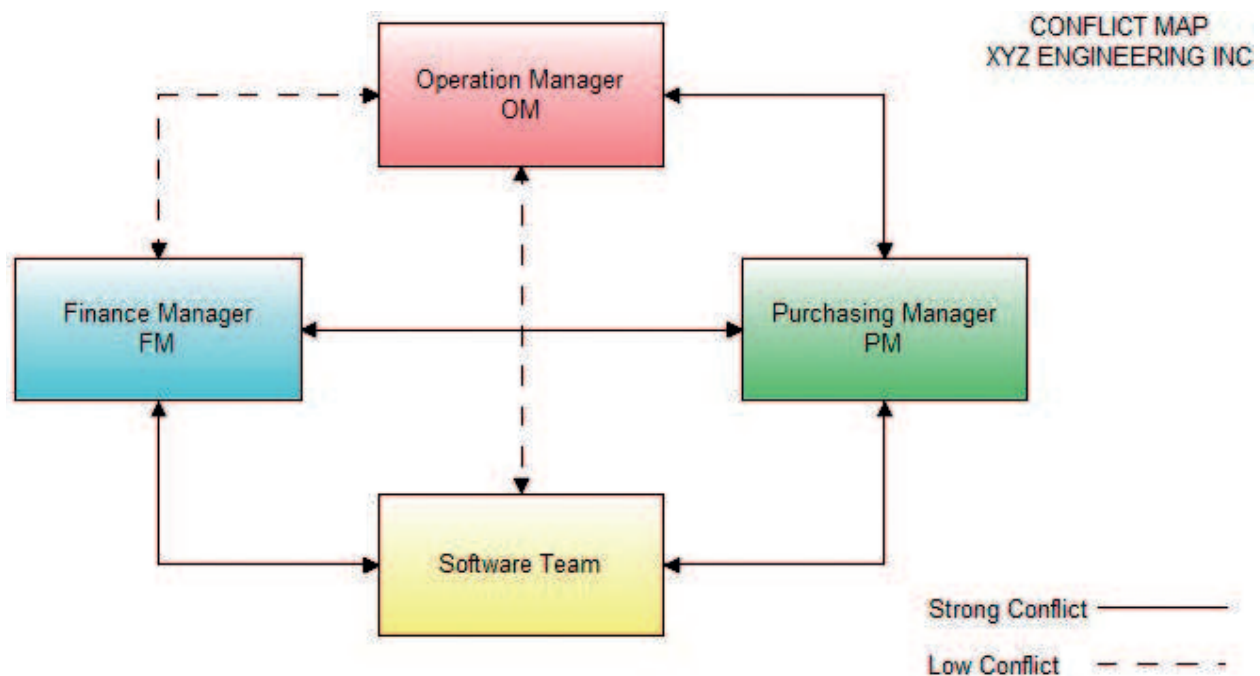 CONFLICT MAP
XYZ ENGINEERING INC
Operation Manager
OM
Finance Manager
FM
Purchasing Manager
PM
Software Team
Strong Conflict
Low Conflict